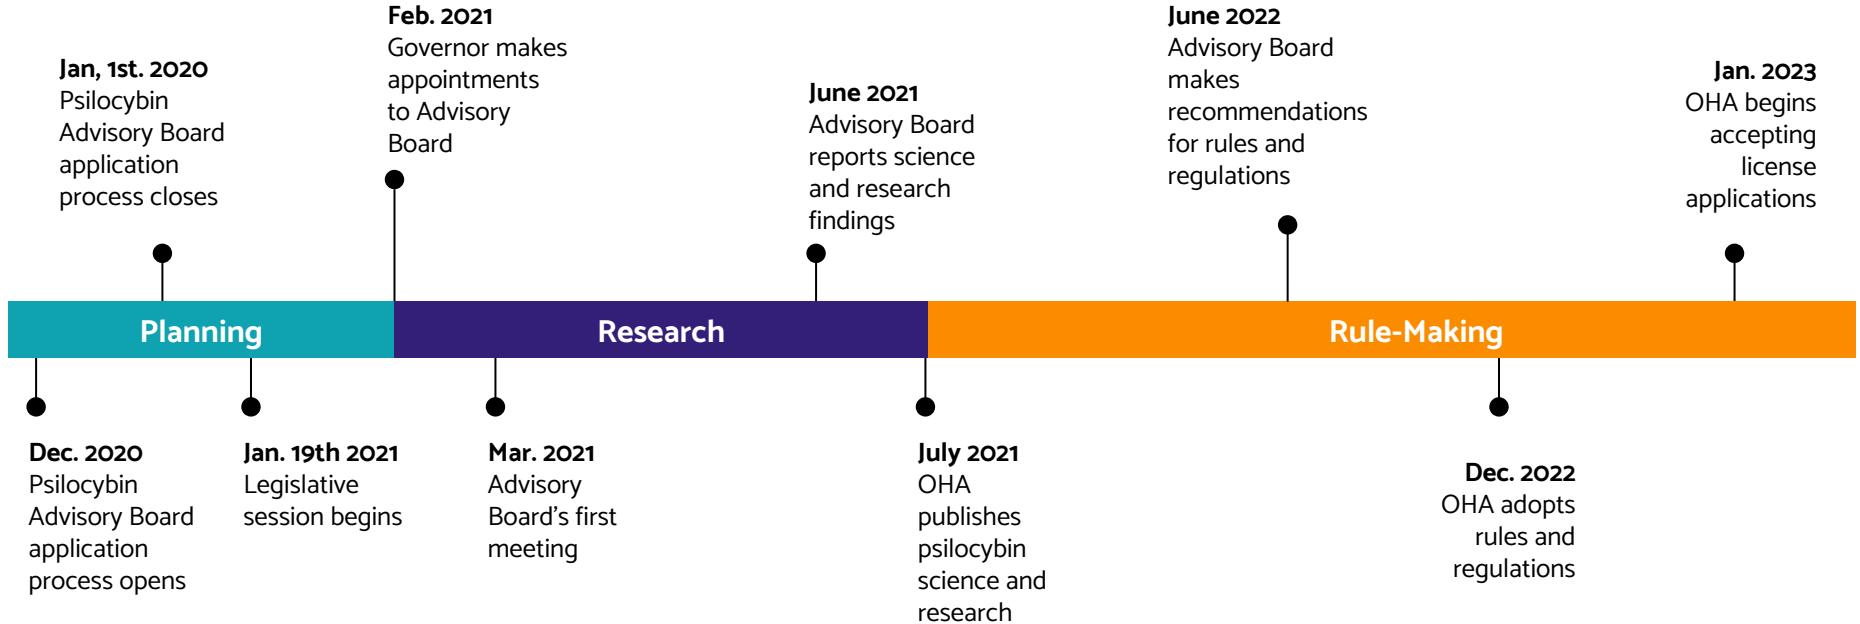 Jan, 1st. 2020
Psilocybin
Advisory Board
application
process closes
Feb. 2021
Governor makes
appointments
to Advisory
Board
June 2021
Advisory Board
reports science
and research
findings
June 2022
Advisory Board
makes
recommendations
for rules and
regulations
Jan. 2023
OHA begins
accepting
license
applications
Planning
Research
Rule-Making
Dec. 2020
Psilocybin
Advisory Board
application
process opens
Jan. 19th 2021
Legislative
session begins
Mar. 2021
Advisory
Board's first
meeting
July 2021
OHA
publishes
psilocybin
science and
research
Dec. 2022
OHA adopts
rules and
regulations